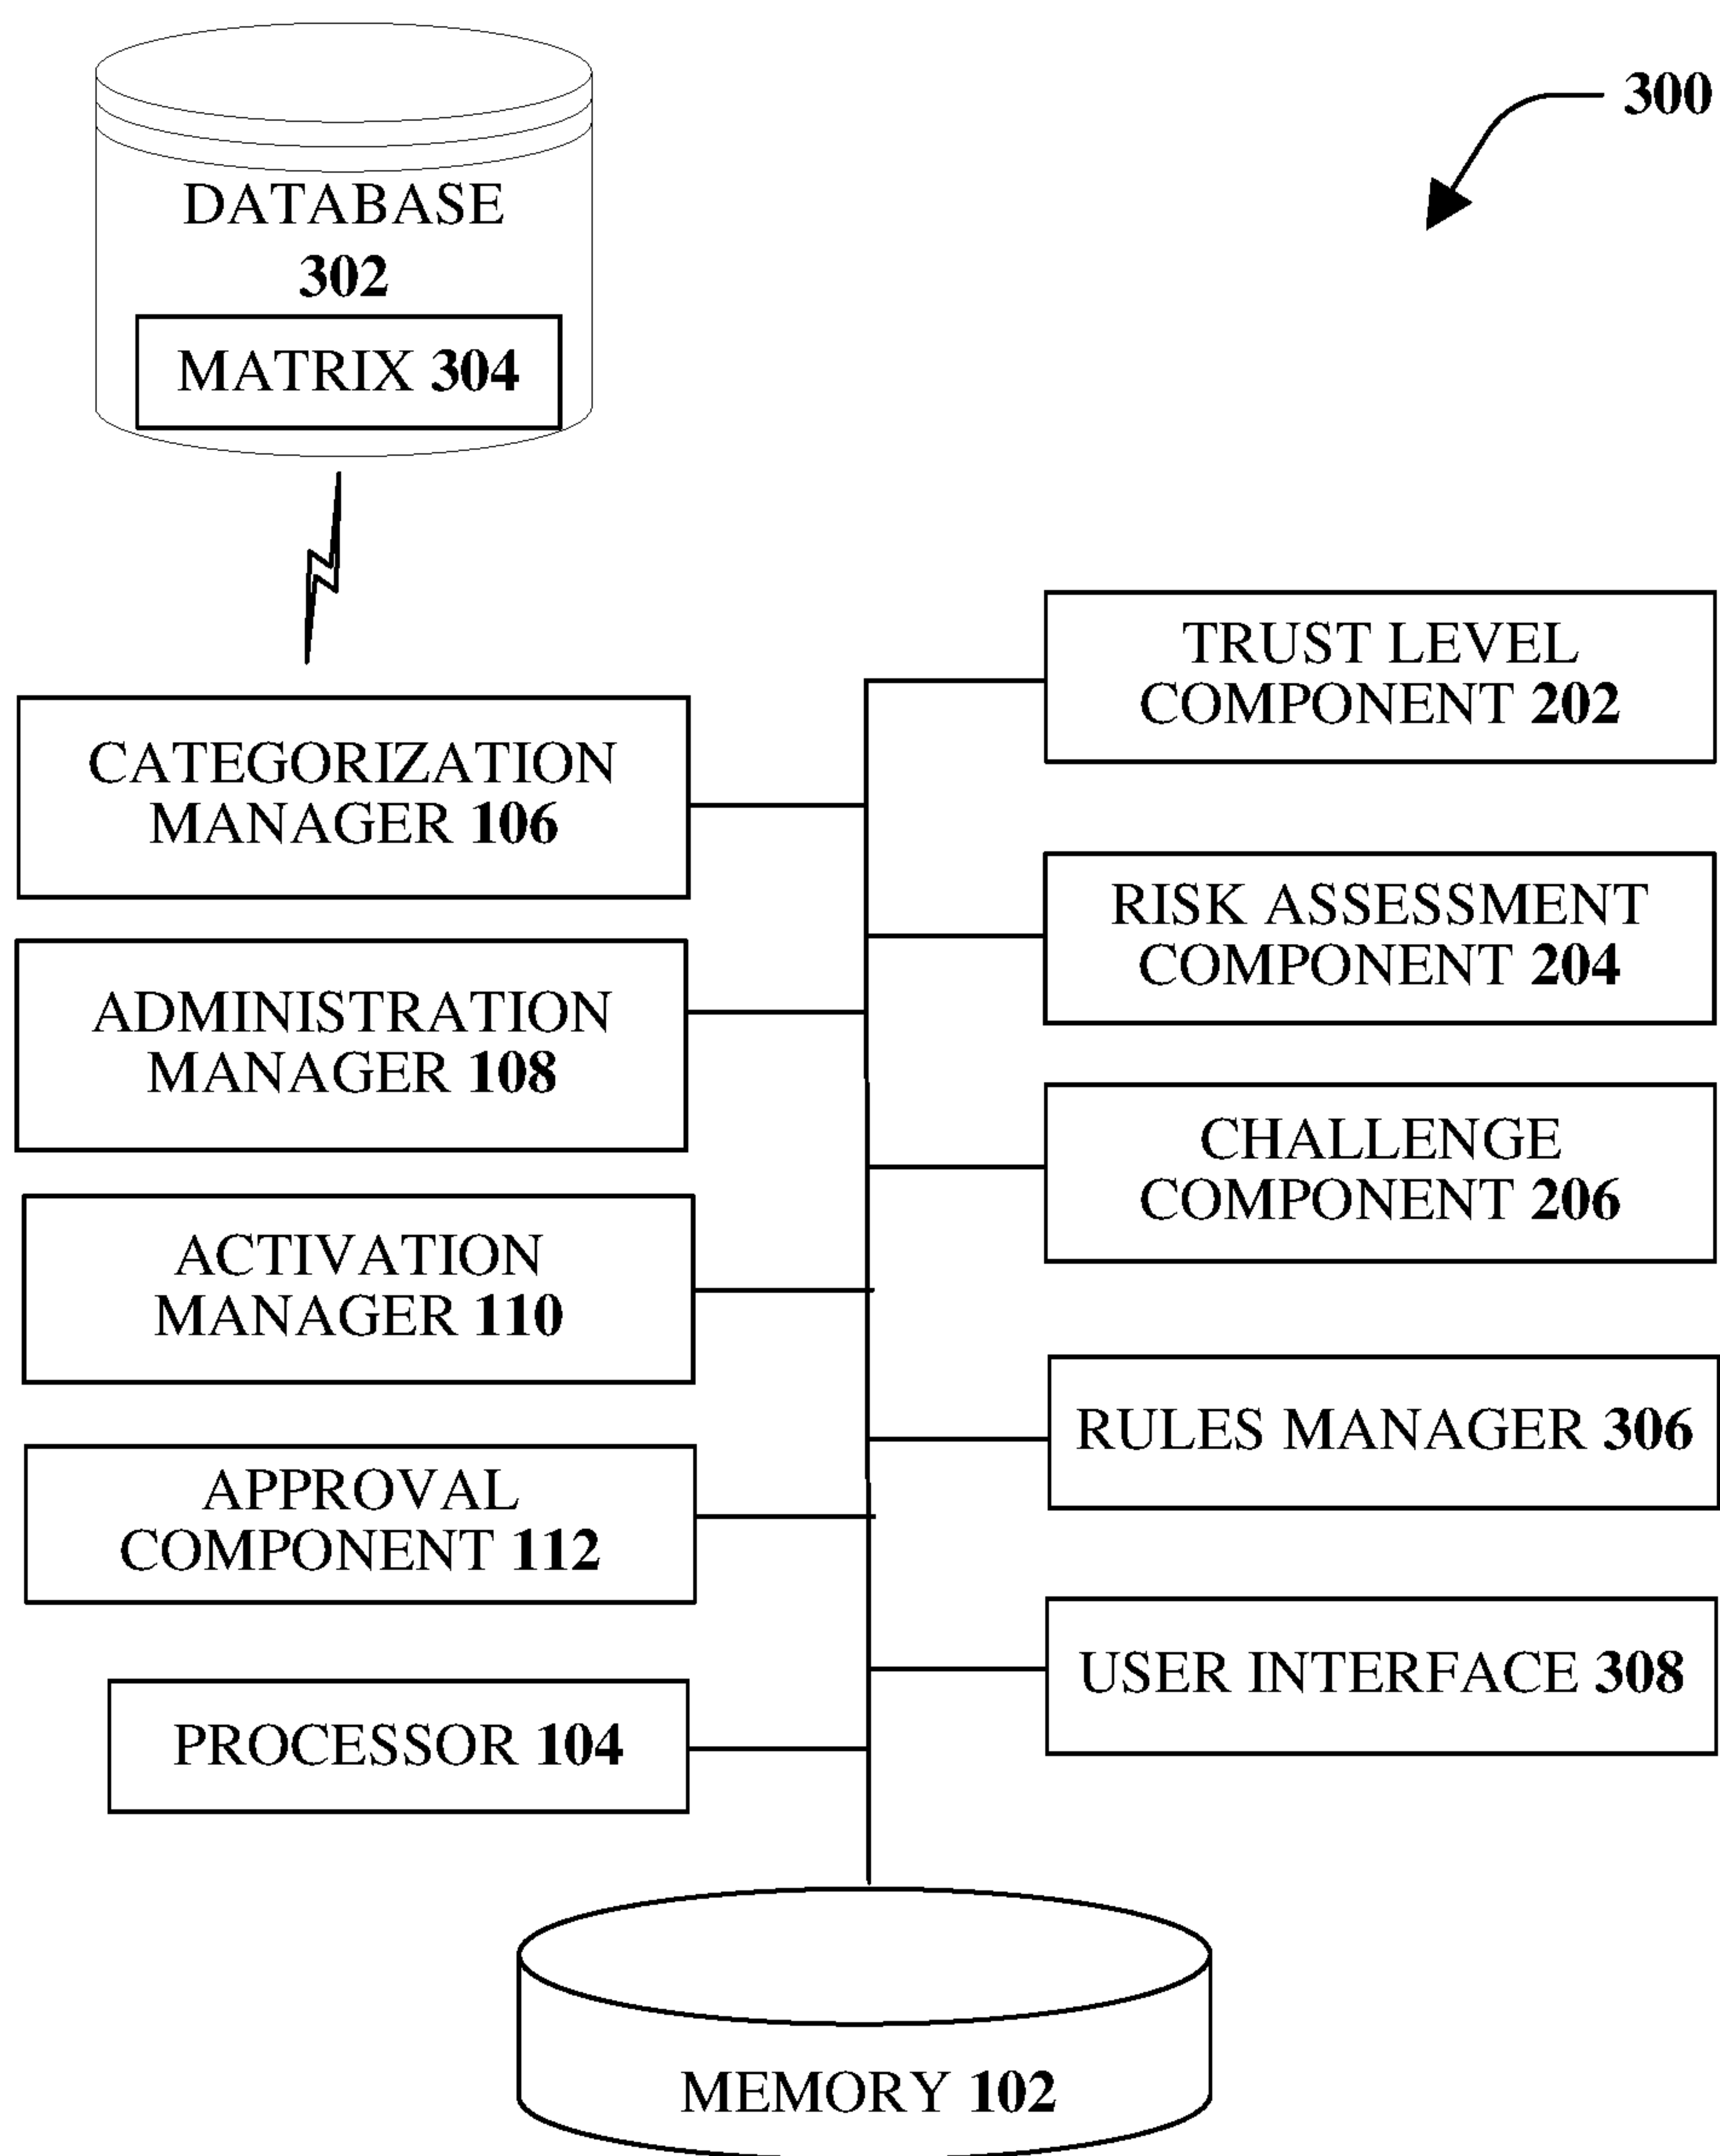 300
DATABASE
302
MATRIX 304
TRUST LEVEL
COMPONENT 202
CATEGORIZATION
MANAGER 106
RISK ASSESSMENT
COMPONENT 204
ADMINISTRATION
MANAGER 108
CHALLENGE
COMPONENT 206
ACTIVATION
MANAGER 110
RULES MANAGER 306
APPROVAL
COMPONENT 112
USER INTERFACE 308
PROCESSOR 104
MEMORY 102